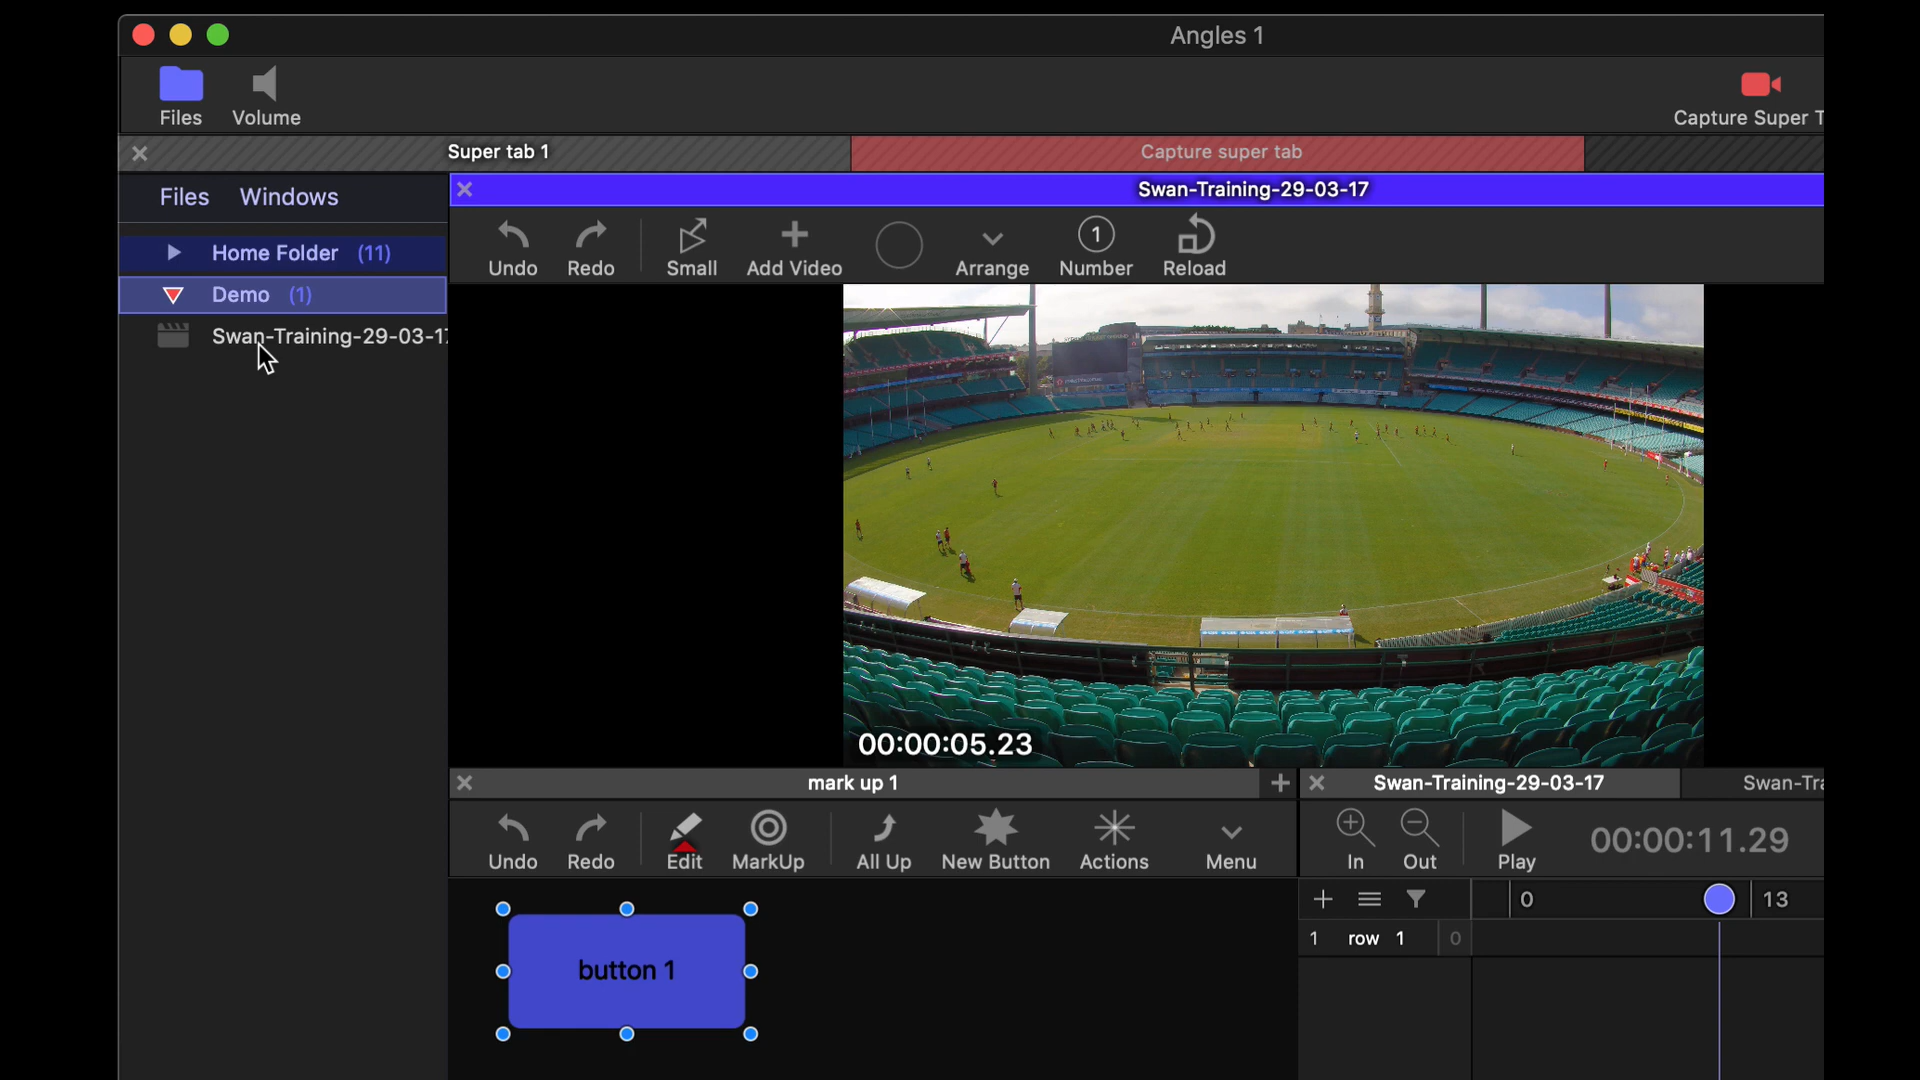 Angles 1
Files
Volume
Capture Super T
Super tab 1
Capture super tab
Files Windows
Swan-Training-29-03-17
Home Folder (11)
Demo (1)
Swan-Training-29-03-17
Undo Redo Small Add Video Arrange 1 Number Reload
00:00:05.23
mark up 1
Swan-Training-29-03-17
Swan-Tra
Undo Redo Edit MarkUp All Up New Button Actions Menu
In Out Play 00:00:11.29
0 13
1 row 1 0
button 1